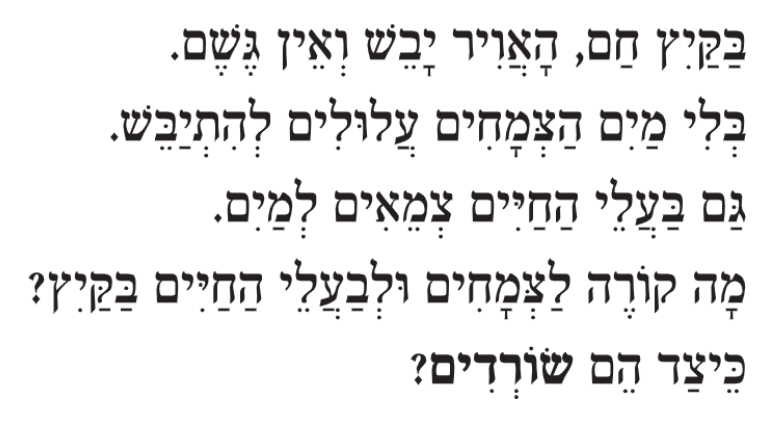 בַּקַּיִץ חַם, הָאֲוִיר יָבֵשׁ וְאֵין גֶּשֶׁם.
בְּלִי מַיִם הַצְּמָחִים עֲלוּלִים לְהִתְיַבֵּשׁ.
גַּם בַּעֲלֵי הַחַיִּים צְמֵאִים לְמַיִם.
מָה קוֹרֶה לַצְּמָחִים וּלְבַעֲלֵי הַחַיִּים בַּקַּיִץ?
כֵּיצַד הֵם שׂוֹרְדִים?